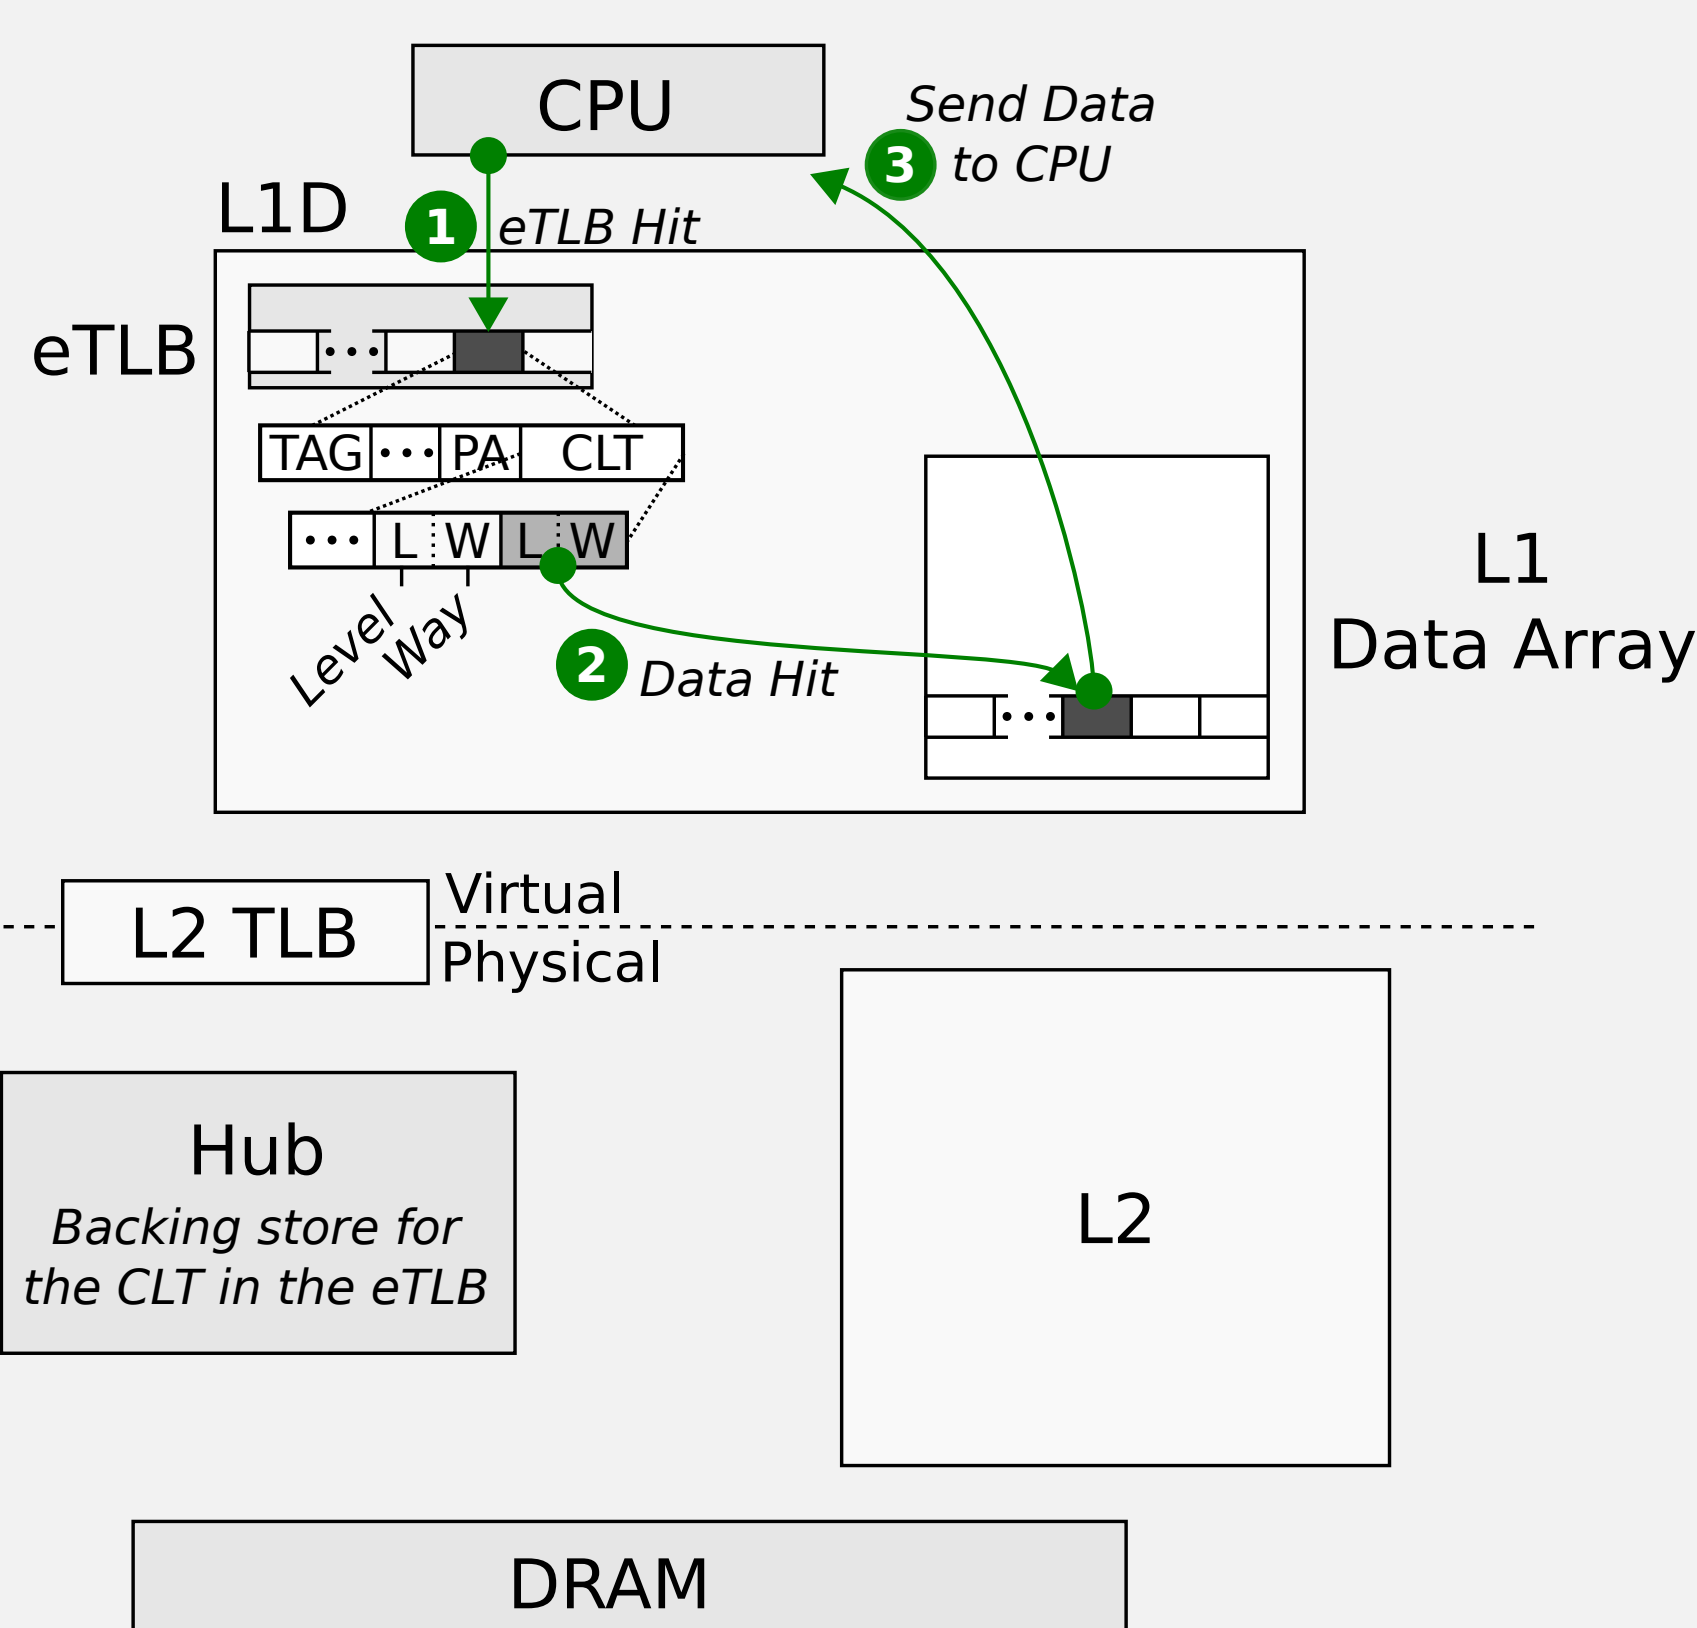 CPU
Send Data
3 to CPU
L1D
1 eTLB Hit
eTLB
•••
TAG ••• PA CLT
••• L W L W
Level
Way
2 Data Hit
•••
L1
Data Array
Virtual
L2 TLB
Physical
Hub
Backing store for
the CLT in the eTLB
L2
DRAM